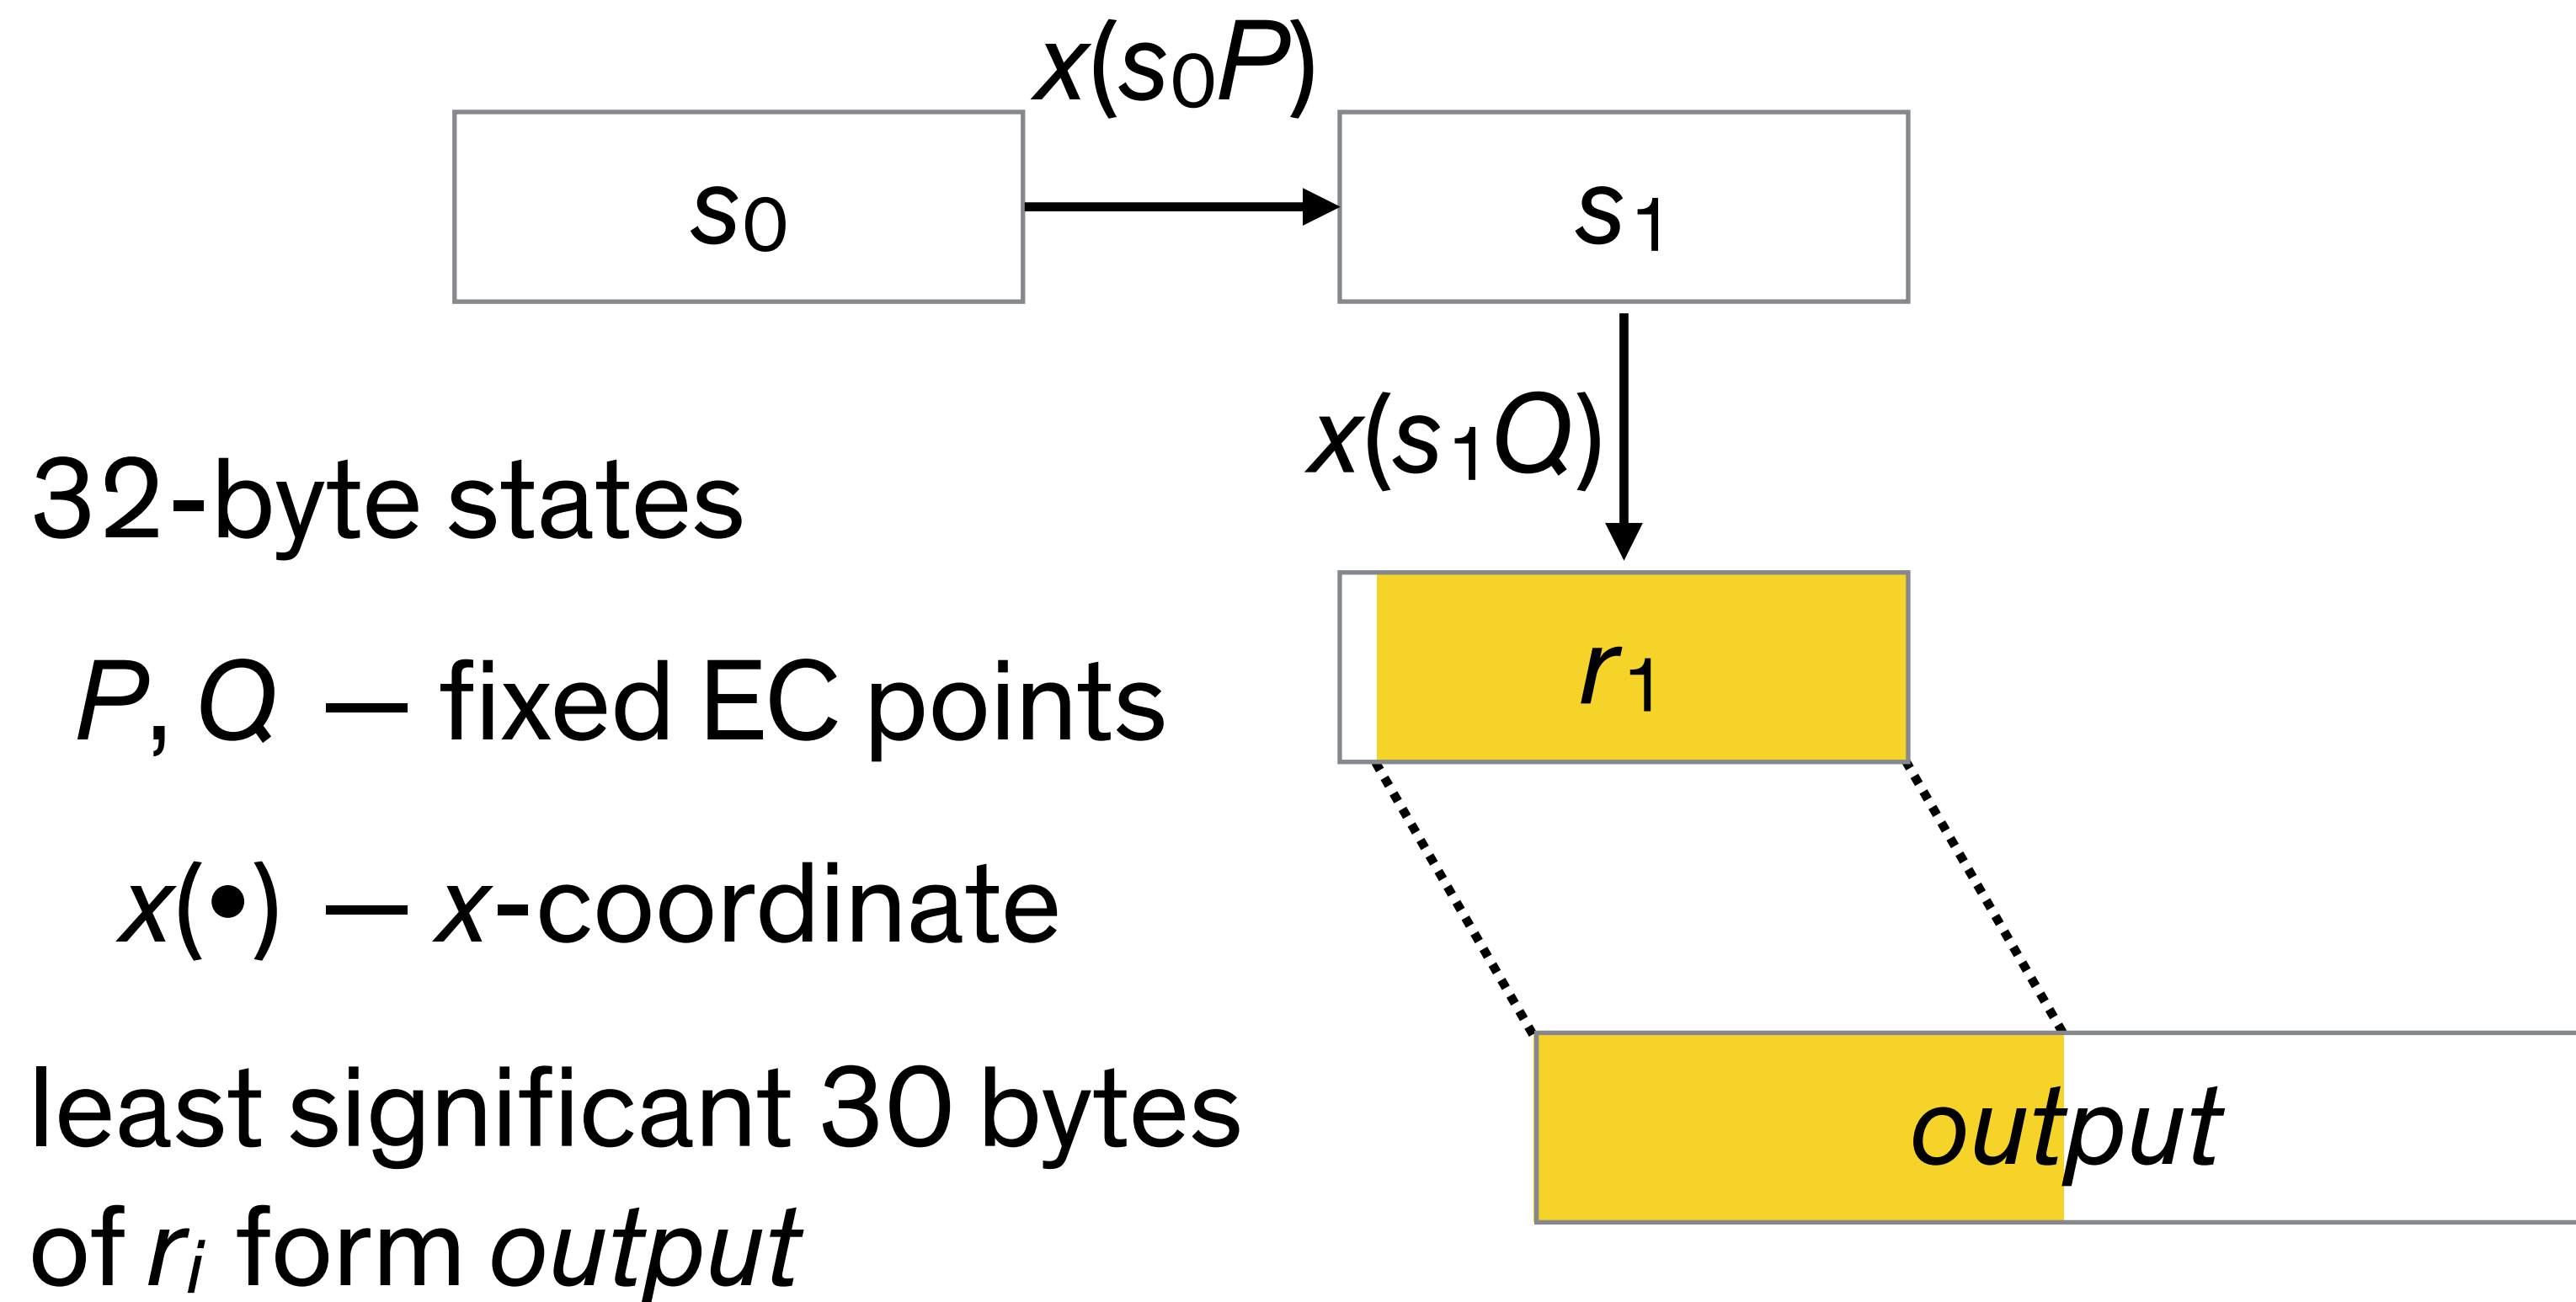 x(s₀P)
s₀
s₁
x(s₁Q)
32-byte states
P, Q — fixed EC points
r₁
x(•) — x-coordinate
least significant 30 bytes
of rᵢ form output
output